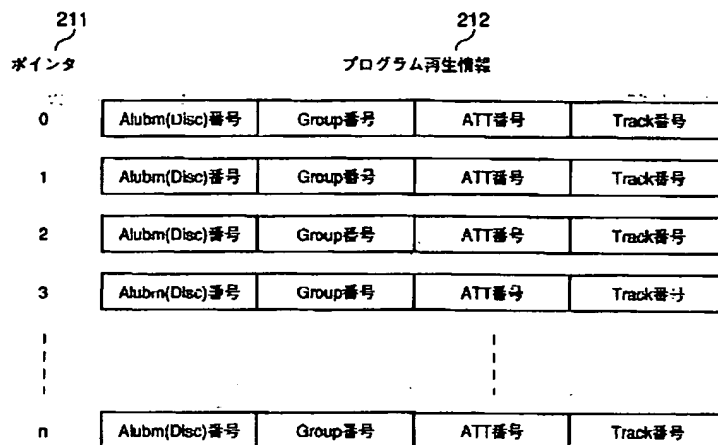 211 212
ポインタ プログラム再生情報
0 Alubm(Disc)番号 Group番号 ATT番号 Track番号
1 Alubm(Disc)番号 Group番号 ATT番号 Track番号
2 Alubm(Disc)番号 Group番号 ATT番号 Track番号
3 Alubm(Disc)番号 Group番号 ATT番号 Track番号
n Alubm(Disc)番号 Group番号 ATT番号 Track番号